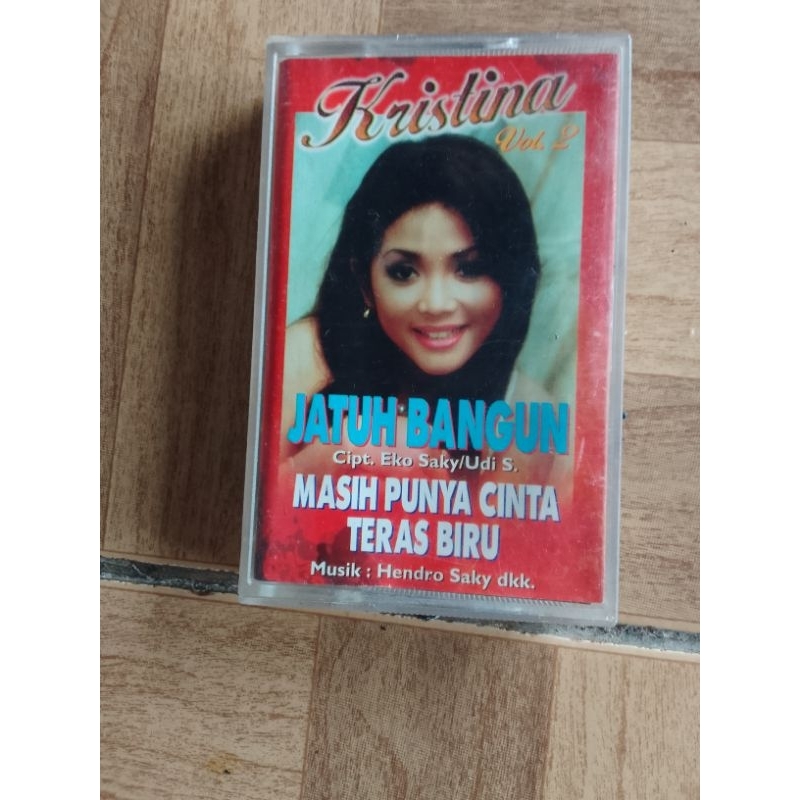 Kristina
Vol. 2
JATUH BANGUN
Cipt. Eko Saky/Udi S.
MASIH PUNYA CINTA
TERAS BIRU
Musik : Hendro Saky dkk.